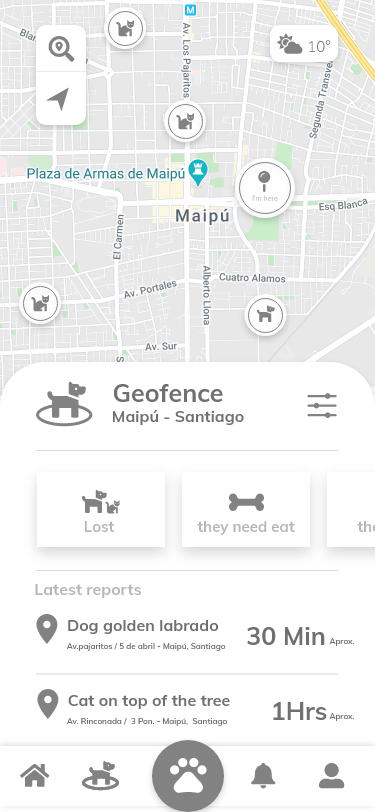 Blan
Av. Los Pajaritos
10°
Segunda Transve
Plaza de Armas de Maipú
I'm here
Maipú
Esq Blanca
El Carmen
Cuatro Alamos
Av. Portales
Alberto Llona
Av. Sur
S
Geofence
Maipú - Santiago
Lost
they need eat
the
Latest reports
Dog golden labrado
30 Min Aprox.
Av.pajaritos / 5 de abril - Maipú, Santiago
Cat on top of the tree
1Hrs Aprox.
Av. Rinconada / 3 Pon. - Maipú, Santiago